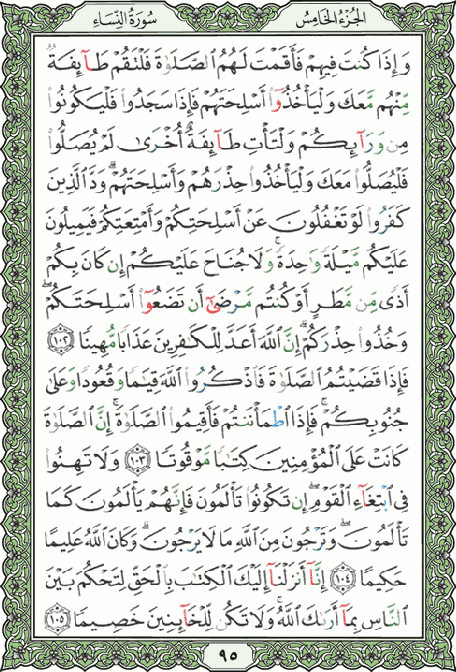 الجُزْءُ الخَامِسُ سُورَةُ النِّسَاءِ
وَإِذَا كُنتَ فِيهِمْ فَأَقَمْتَ لَهُمُ ٱلصَّلَوٰةَ فَلْتَقُمْ طَآئِفَةٌ
مِّنْهُم مَّعَكَ وَلْيَأْخُذُوٓا۟ أَسْلِحَتَهُمْ فَإِذَا سَجَدُوا۟ فَلْيَكُونُوا۟
مِن وَرَآئِكُمْ وَلْتَأْتِ طَآئِفَةٌ أُخْرَىٰ لَمْ يُصَلُّوا۟
فَلْيُصَلُّوا۟ مَعَكَ وَلْيَأْخُذُوا۟ حِذْرَهُمْ وَأَسْلِحَتَهُمْ ۗ وَدَّ ٱلَّذِينَ
كَفَرُوا۟ لَوْ تَغْفُلُونَ عَنْ أَسْلِحَتِكُمْ وَأَمْتِعَتِكُمْ فَيَمِيلُونَ
عَلَيْكُم مَّيْلَةً وَٰحِدَةً ۚ وَلَا جُنَاحَ عَلَيْكُمْ إِن كَانَ بِكُمْ
أَذًى مِّن مَّطَرٍ أَوْ كُنتُم مَّرْضَىٰٓ أَن تَضَعُوٓا۟ أَسْلِحَتَكُمْ ۖ
وَخُذُوا۟ حِذْرَكُمْ ۗ إِنَّ ٱللَّهَ أَعَدَّ لِلْكَٰفِرِينَ عَذَابًا مُّهِينًا ١٠٢
فَإِذَا قَضَيْتُمُ ٱلصَّلَوٰةَ فَٱذْكُرُوا۟ ٱللَّهَ قِيَٰمًا وَقُعُودًا وَعَلَىٰ
جُنُوبِكُمْ ۚ فَإِذَا ٱطْمَأْنَنتُمْ فَأَقِيمُوا۟ ٱلصَّلَوٰةَ ۚ إِنَّ ٱلصَّلَوٰةَ
كَانَتْ عَلَى ٱلْمُؤْمِنِينَ كِتَٰبًا مَّوْقُوتًا ١٠٣ وَلَا تَهِنُوا۟
فِى ٱبْتِغَآءِ ٱلْقَوْمِ ۖ إِن تَكُونُوا۟ تَأْلَمُونَ فَإِنَّهُمْ يَأْلَمُونَ كَمَا
تَأْلَمُونَ ۖ وَتَرْجُونَ مِنَ ٱللَّهِ مَا لَا يَرْجُونَ ۗ وَكَانَ ٱللَّهُ عَلِيمًا
حَكِيمًا ١٠٤ إِنَّآ أَنزَلْنَآ إِلَيْكَ ٱلْكِتَٰبَ بِٱلْحَقِّ لِتَحْكُمَ بَيْنَ
ٱلنَّاسِ بِمَآ أَرَىٰكَ ٱللَّهُ ۚ وَلَا تَكُن لِّلْخَآئِنِينَ خَصِيمًا ١٠٥
٩٥